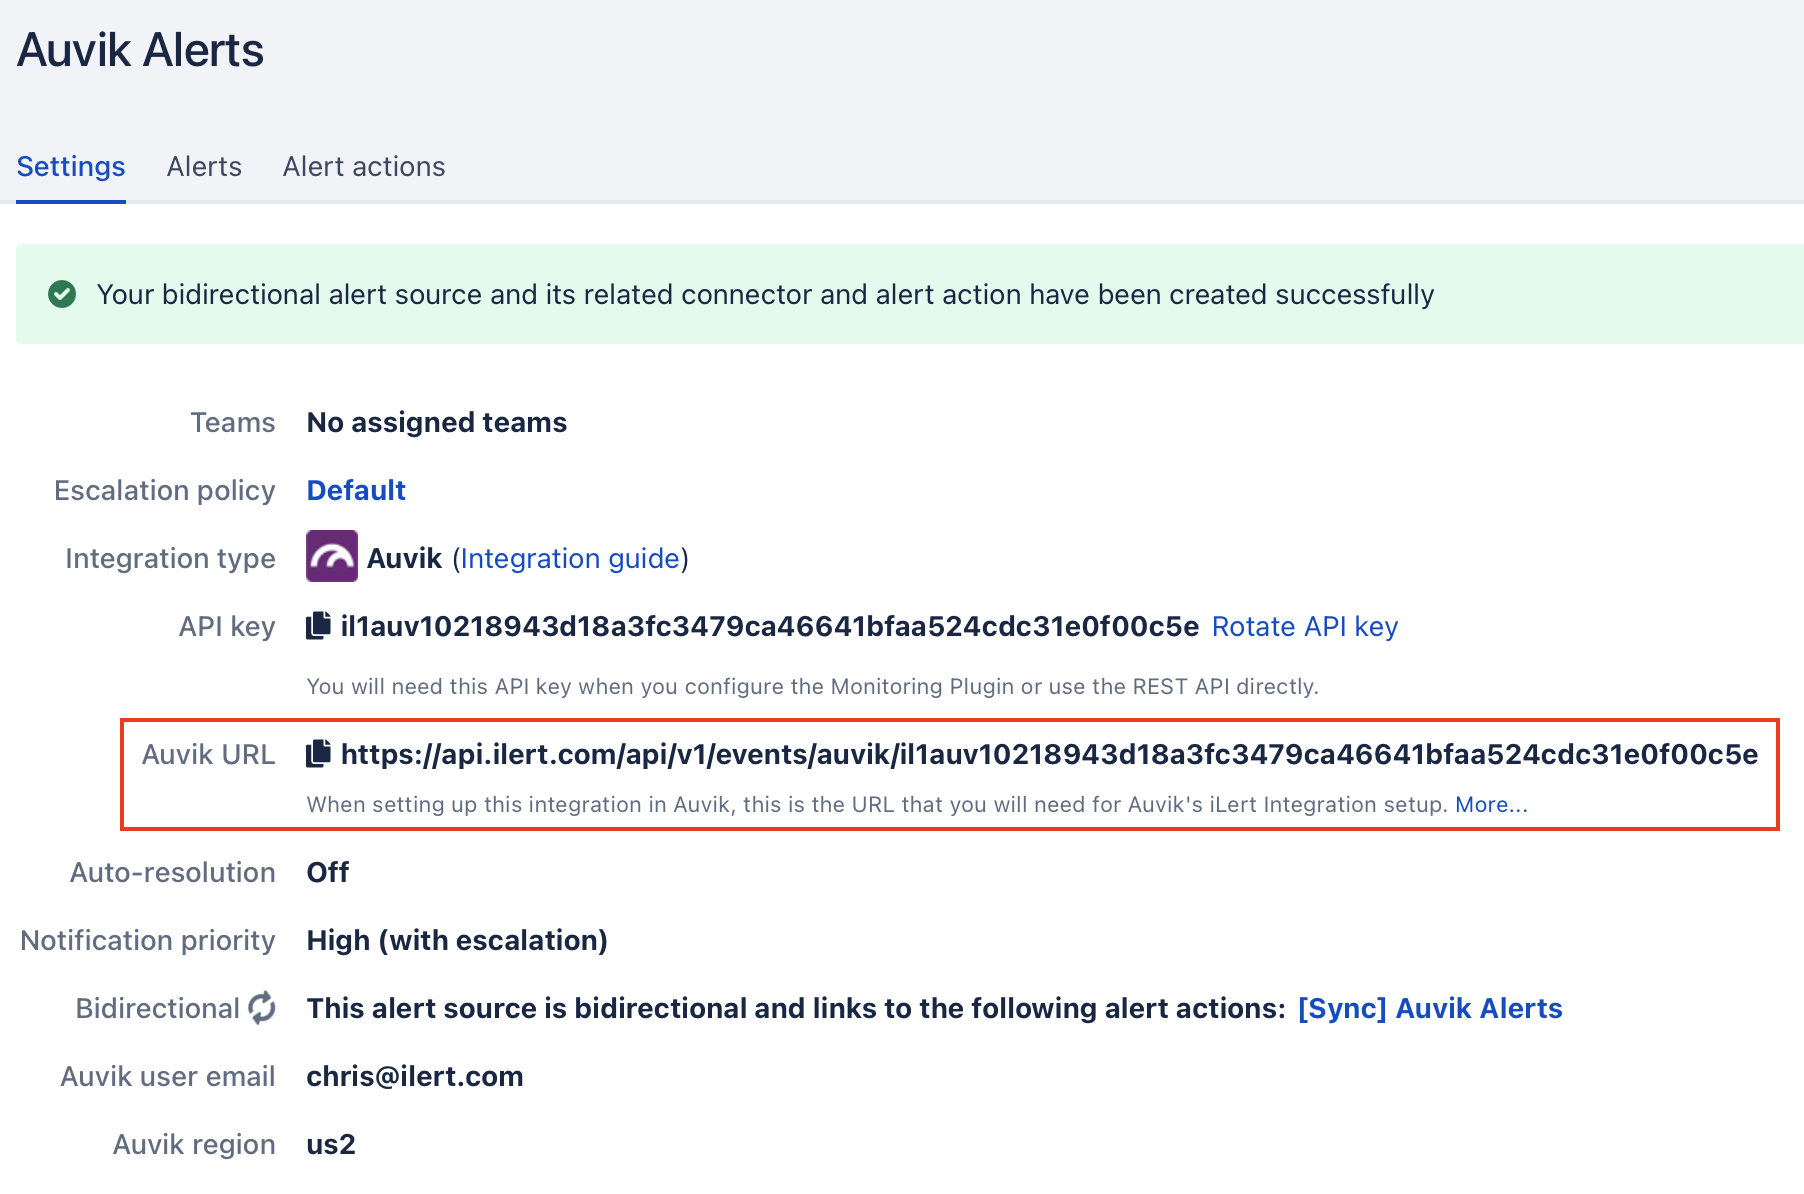 Auvik Alerts
Settings Alerts Alert actions
Your bidirectional alert source and its related connector and alert action have been created successfully
Teams No assigned teams
Escalation policy Default
Integration type Auvik (Integration guide)
API key il1auv10218943d18a3fc3479ca46641bfaa524cdc31e0f00c5e Rotate API key
You will need this API key when you configure the Monitoring Plugin or use the REST API directly.
Auvik URL https://api.ilert.com/api/v1/events/auvik/il1auv10218943d18a3fc3479ca46641bfaa524cdc31e0f00c5e
When setting up this integration in Auvik, this is the URL that you will need for Auvik's iLert Integration setup. More...
Auto-resolution Off
Notification priority High (with escalation)
Bidirectional This alert source is bidirectional and links to the following alert actions: [Sync] Auvik Alerts
Auvik user email chris@ilert.com
Auvik region us2